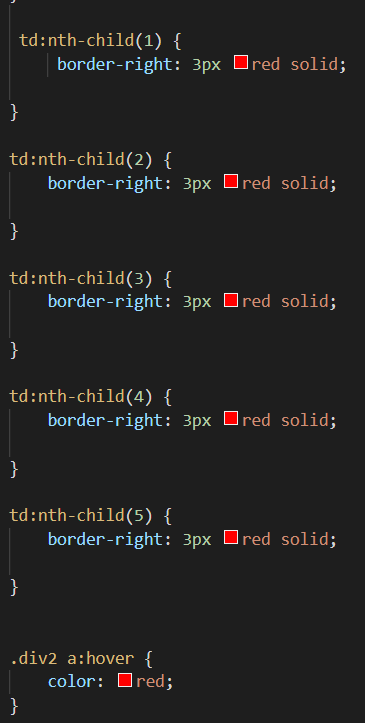 }
td:nth-child(1) {
border-right: 3px red solid;
}
td:nth-child(2) {
border-right: 3px red solid;
}
td:nth-child(3) {
border-right: 3px red solid;
}
td:nth-child(4) {
border-right: 3px red solid;
}
td:nth-child(5) {
border-right: 3px red solid;
}
.div2 a:hover {
color: red;
}